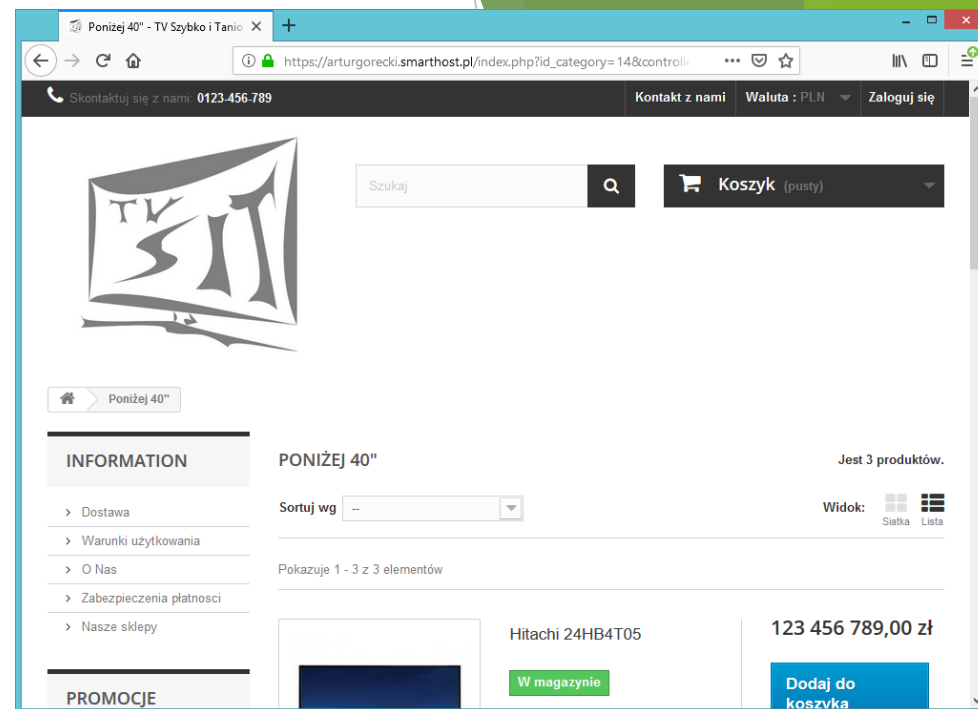 Poniżej 40" - TV Szybko i Tanio
https://arturgorecki.smarthost.pl/index.php?id_category=14&controll
Skontaktuj się z nami: 0123-456-789
Kontakt z nami
Waluta : PLN
Zaloguj się
TV
SIT
Szukaj
Koszyk (pusty)
Poniżej 40"
INFORMATION
Dostawa
Warunki użytkowania
O Nas
Zabezpieczenia płatnosci
Nasze sklepy
PROMOCJE
PONIŻEJ 40"
Jest 3 produktów.
Sortuj wg --
Widok:
Siatka
Lista
Pokazuje 1 - 3 z 3 elementów
Hitachi 24HB4T05
W magazynie
123 456 789,00 zł
Dodaj do
koszyka